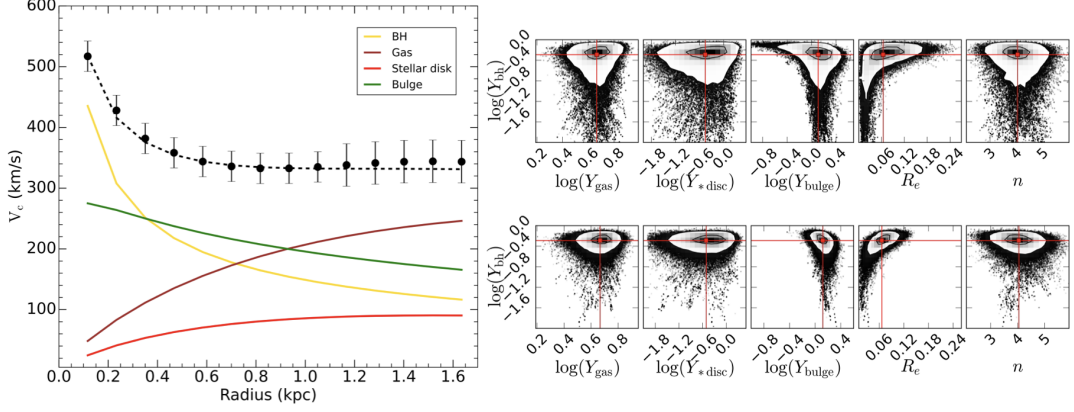 600
500
400
300
200
100
V_c (km/s)
BH
Gas
Stellar disk
Bulge
0.0 0.2 0.4 0.6 0.8 1.0 1.2 1.4 1.6
Radius (kpc)
log(Y_bh)
0.0
−0.4
−0.8
−1.2
−1.6
0.2 0.4 0.6 0.8 −1.8 −1.2 −0.6 0.0 −0.8 −0.4 0.0 0.4 0.06 0.12 0.18 0.24 3 4 5
log(Y_gas) log(Y_* disc) log(Y_bulge) R_e n
log(Y_bh)
0.0
−0.4
−0.8
−1.2
−1.6
0.2 0.4 0.6 0.8 −1.8 −1.2 −0.6 0.0 −0.8 −0.4 0.0 0.4 0.06 0.12 0.18 0.24 3 4 5
log(Y_gas) log(Y_* disc) log(Y_bulge) R_e n